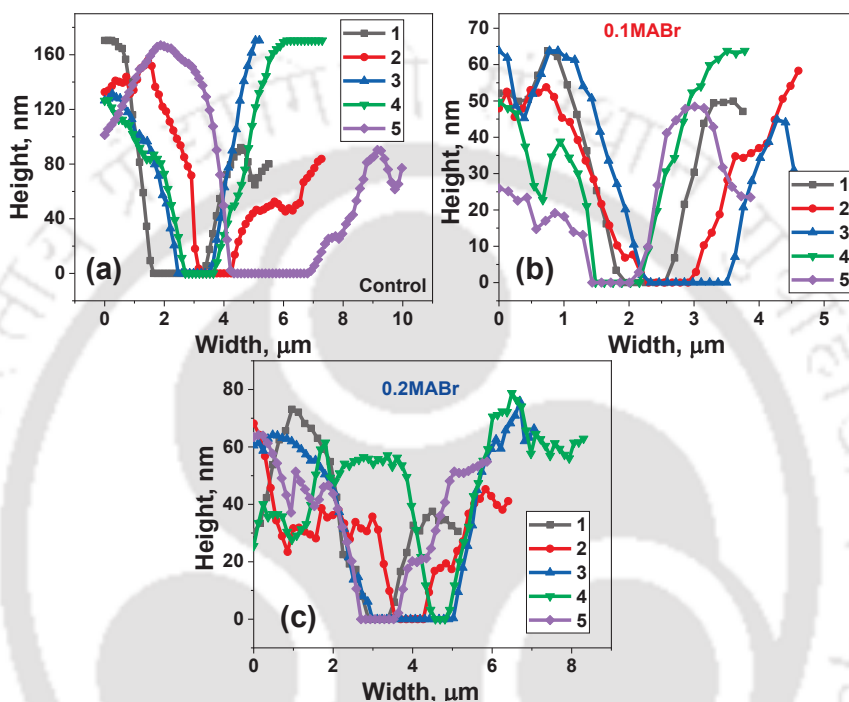 160
120
80
40
0
Height, nm
0 2 4 6 8 10
Width, μm
(a)
Control
1
2
3
4
5
70
60
50
40
30
20
10
0
Height, nm
0 1 2 3 4 5
Width, μm
(b)
0.1MABr
1
2
3
4
5
80
60
40
20
0
Height, nm
0 2 4 6 8
Width, μm
(c)
0.2MABr
1
2
3
4
5